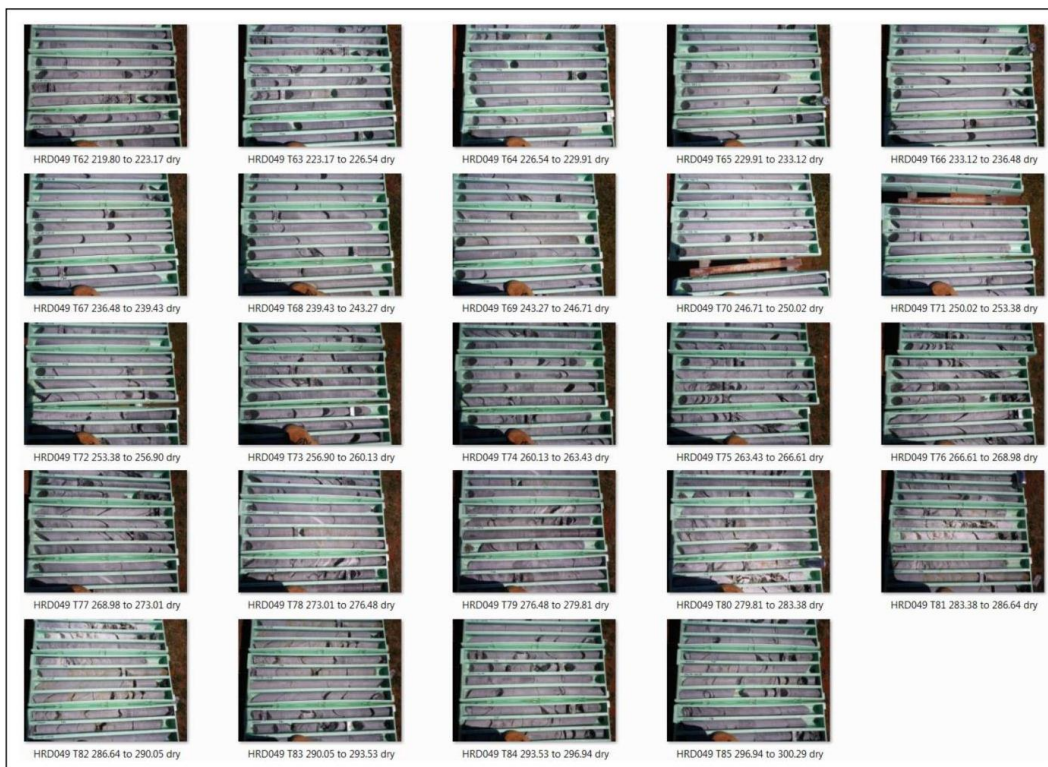 HRD049 T62 219.80 to 223.17 dry
HRD049 T63 223.17 to 226.54 dry
HRD049 T64 226.54 to 229.91 dry
HRD049 T65 229.91 to 233.12 dry
HRD049 T66 233.12 to 236.48 dry
HRD049 T67 236.48 to 239.43 dry
HRD049 T68 239.43 to 243.27 dry
HRD049 T69 243.27 to 246.71 dry
HRD049 T70 246.71 to 250.02 dry
HRD049 T71 250.02 to 253.38 dry
HRD049 T72 253.38 to 256.90 dry
HRD049 T73 256.90 to 260.13 dry
HRD049 T74 260.13 to 263.43 dry
HRD049 T75 263.43 to 266.61 dry
HRD049 T76 266.61 to 268.98 dry
HRD049 T77 268.98 to 273.01 dry
HRD049 T78 273.01 to 276.48 dry
HRD049 T79 276.48 to 279.81 dry
HRD049 T80 279.81 to 283.38 dry
HRD049 T81 283.38 to 286.64 dry
HRD049 T82 286.64 to 290.05 dry
HRD049 T83 290.05 to 293.53 dry
HRD049 T84 293.53 to 296.94 dry
HRD049 T85 296.94 to 300.29 dry